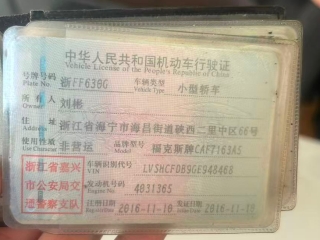 中华人民共和国机动车行驶证
Vehicle License of the People's Republic of China
号牌号码 浙FF63BG 车辆类型 小型轿车
Plate No. Vehicle Type
所有人 刘彬
Owner
住址 浙江省海宁市海昌街道硖西二里中区66号
Address
使用性质 非营运 品牌型号 福克斯牌CAF7163A5
Use Character Model
浙江省嘉兴 车辆识别代号 LVSHCFDB9GE948468
VIN
市公安局交 发动机号码 4031365
Engine No.
通警察支队 注册日期 2016-11-10 发证日期
Register Date Issue Date